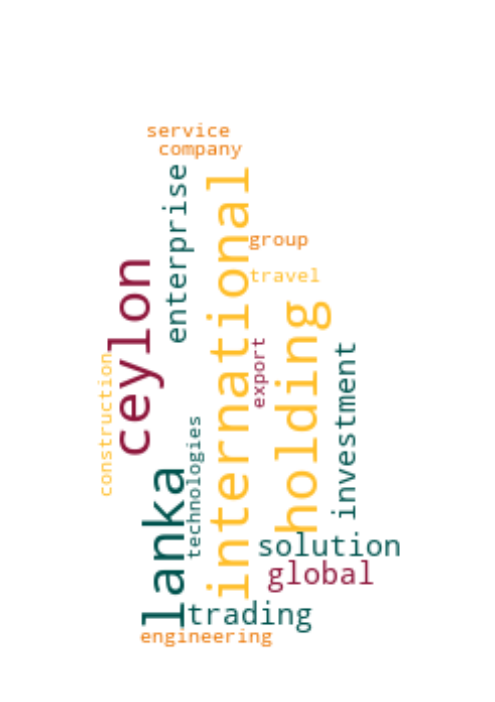 service
company
enterprise
international
group
ceylon
travel
holding
export
investment
construction
technologies
lanka
solution
global
trading
engineering